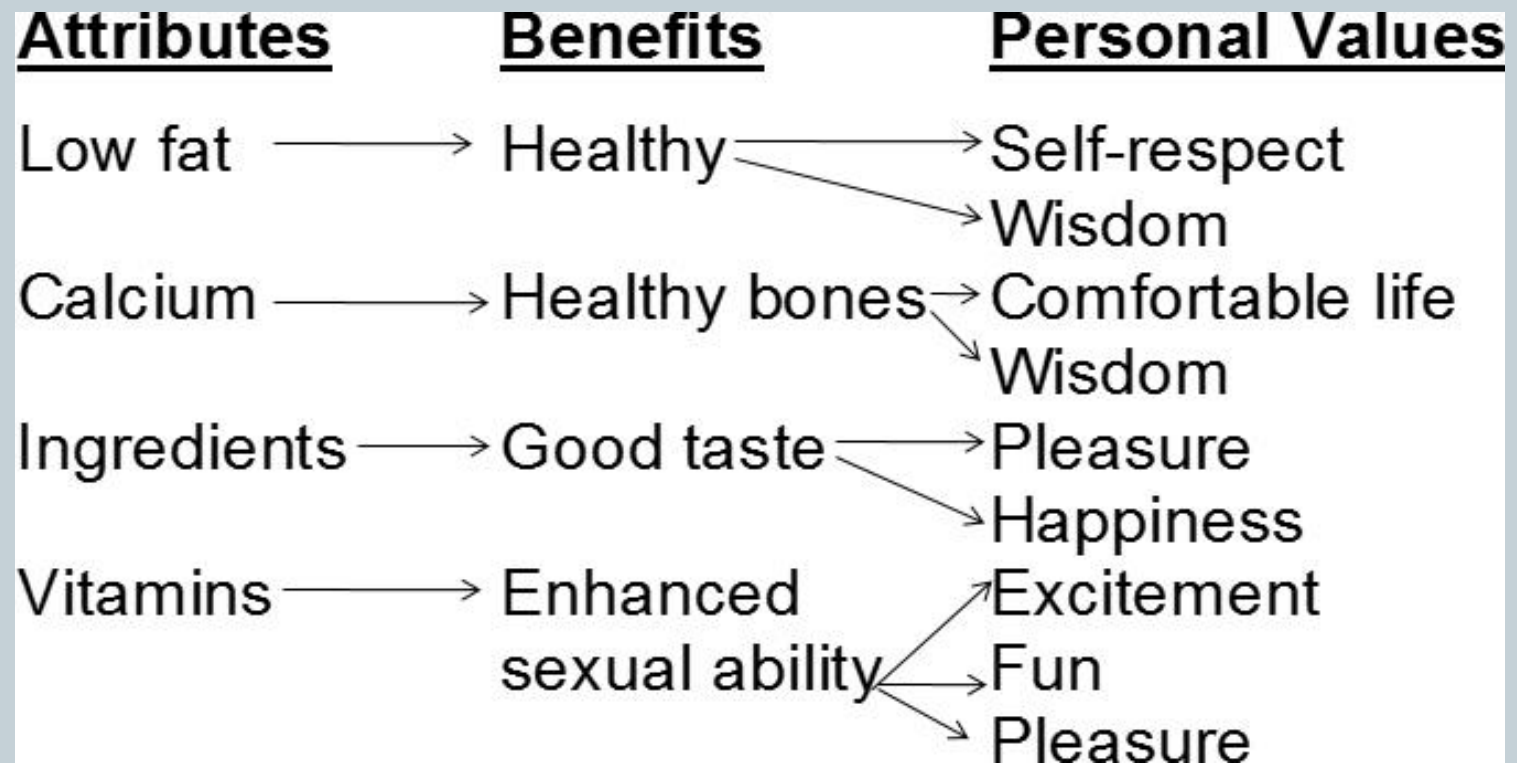 Attributes Benefits Personal Values
Low fat Healthy Self-respect
Wisdom
Calcium Healthy bones Comfortable life
Wisdom
Ingredients Good taste Pleasure
Happiness
Vitamins Enhanced Excitement
sexual ability Fun
Pleasure